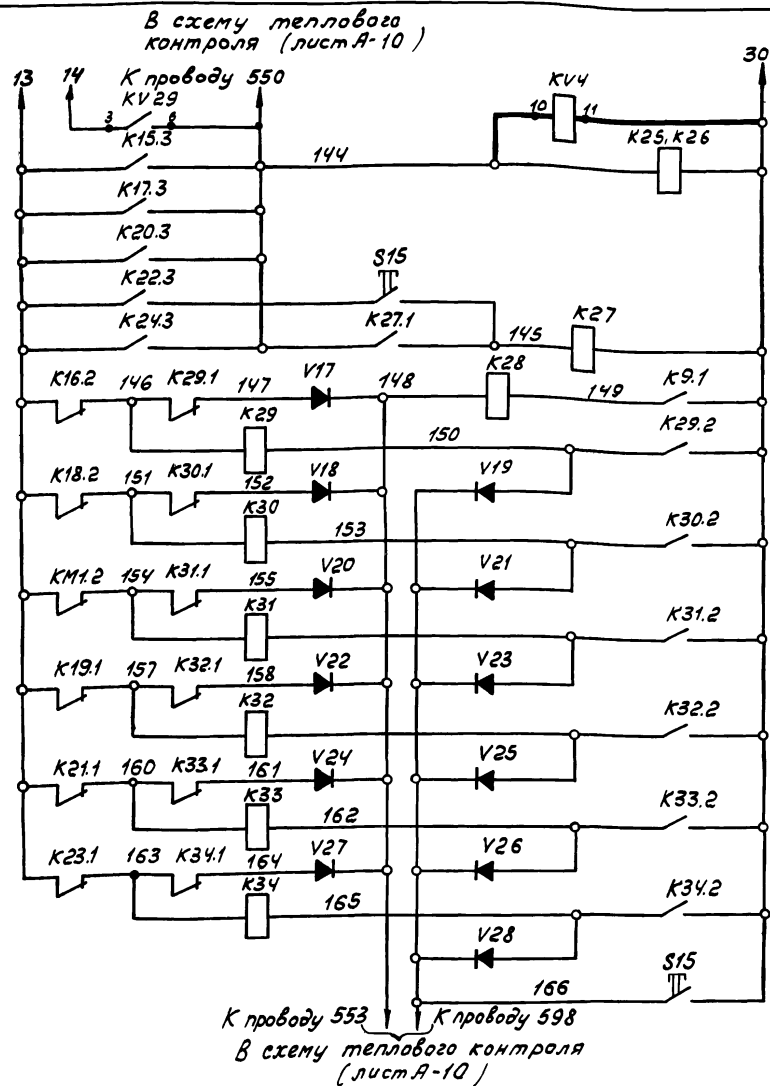 В схему теплового
контроля (лист А-10)
13
14
К проводу 550
30
KV29
3
6
KV4
10
11
K15.3
144
K25, K26
K17.3
K20.3
K22.3
S15
K24.3
K27.1
145
K27
K16.2
146
K29.1
147
V17
148
K28
149
K9.1
K29
150
K29.2
K18.2
151
K30.1
152
V18
V19
K30
153
K30.2
KM1.2
154
K31.1
155
V20
V21
K31
K31.2
K19.1
157
K32.1
158
V22
V23
K32
K32.2
K21.1
160
K33.1
161
V24
V25
K33
162
K33.2
K23.1
163
K34.1
164
V27
V26
K34
165
K34.2
V28
S15
166
К проводу 553
К проводу 598
В схему теплового контроля
(лист А-10)